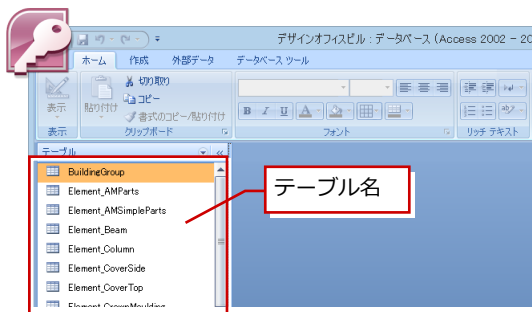 デザインオフィスビル : データベース (Access 2002 - 20
ホーム 作成 外部データ データベース ツール
表示
貼り付け
切り取り
コピー
書式のコピー/貼り付け
B I U A
ab
表示 クリップボード フォント リッチ テキスト
テーブル
BuildingGroup
Element_AMParts
Element_AMSimpleParts
Element_Beam
Element_Column
Element_CoverSide
Element_CoverTop
Element_CrownMoulding
テーブル名